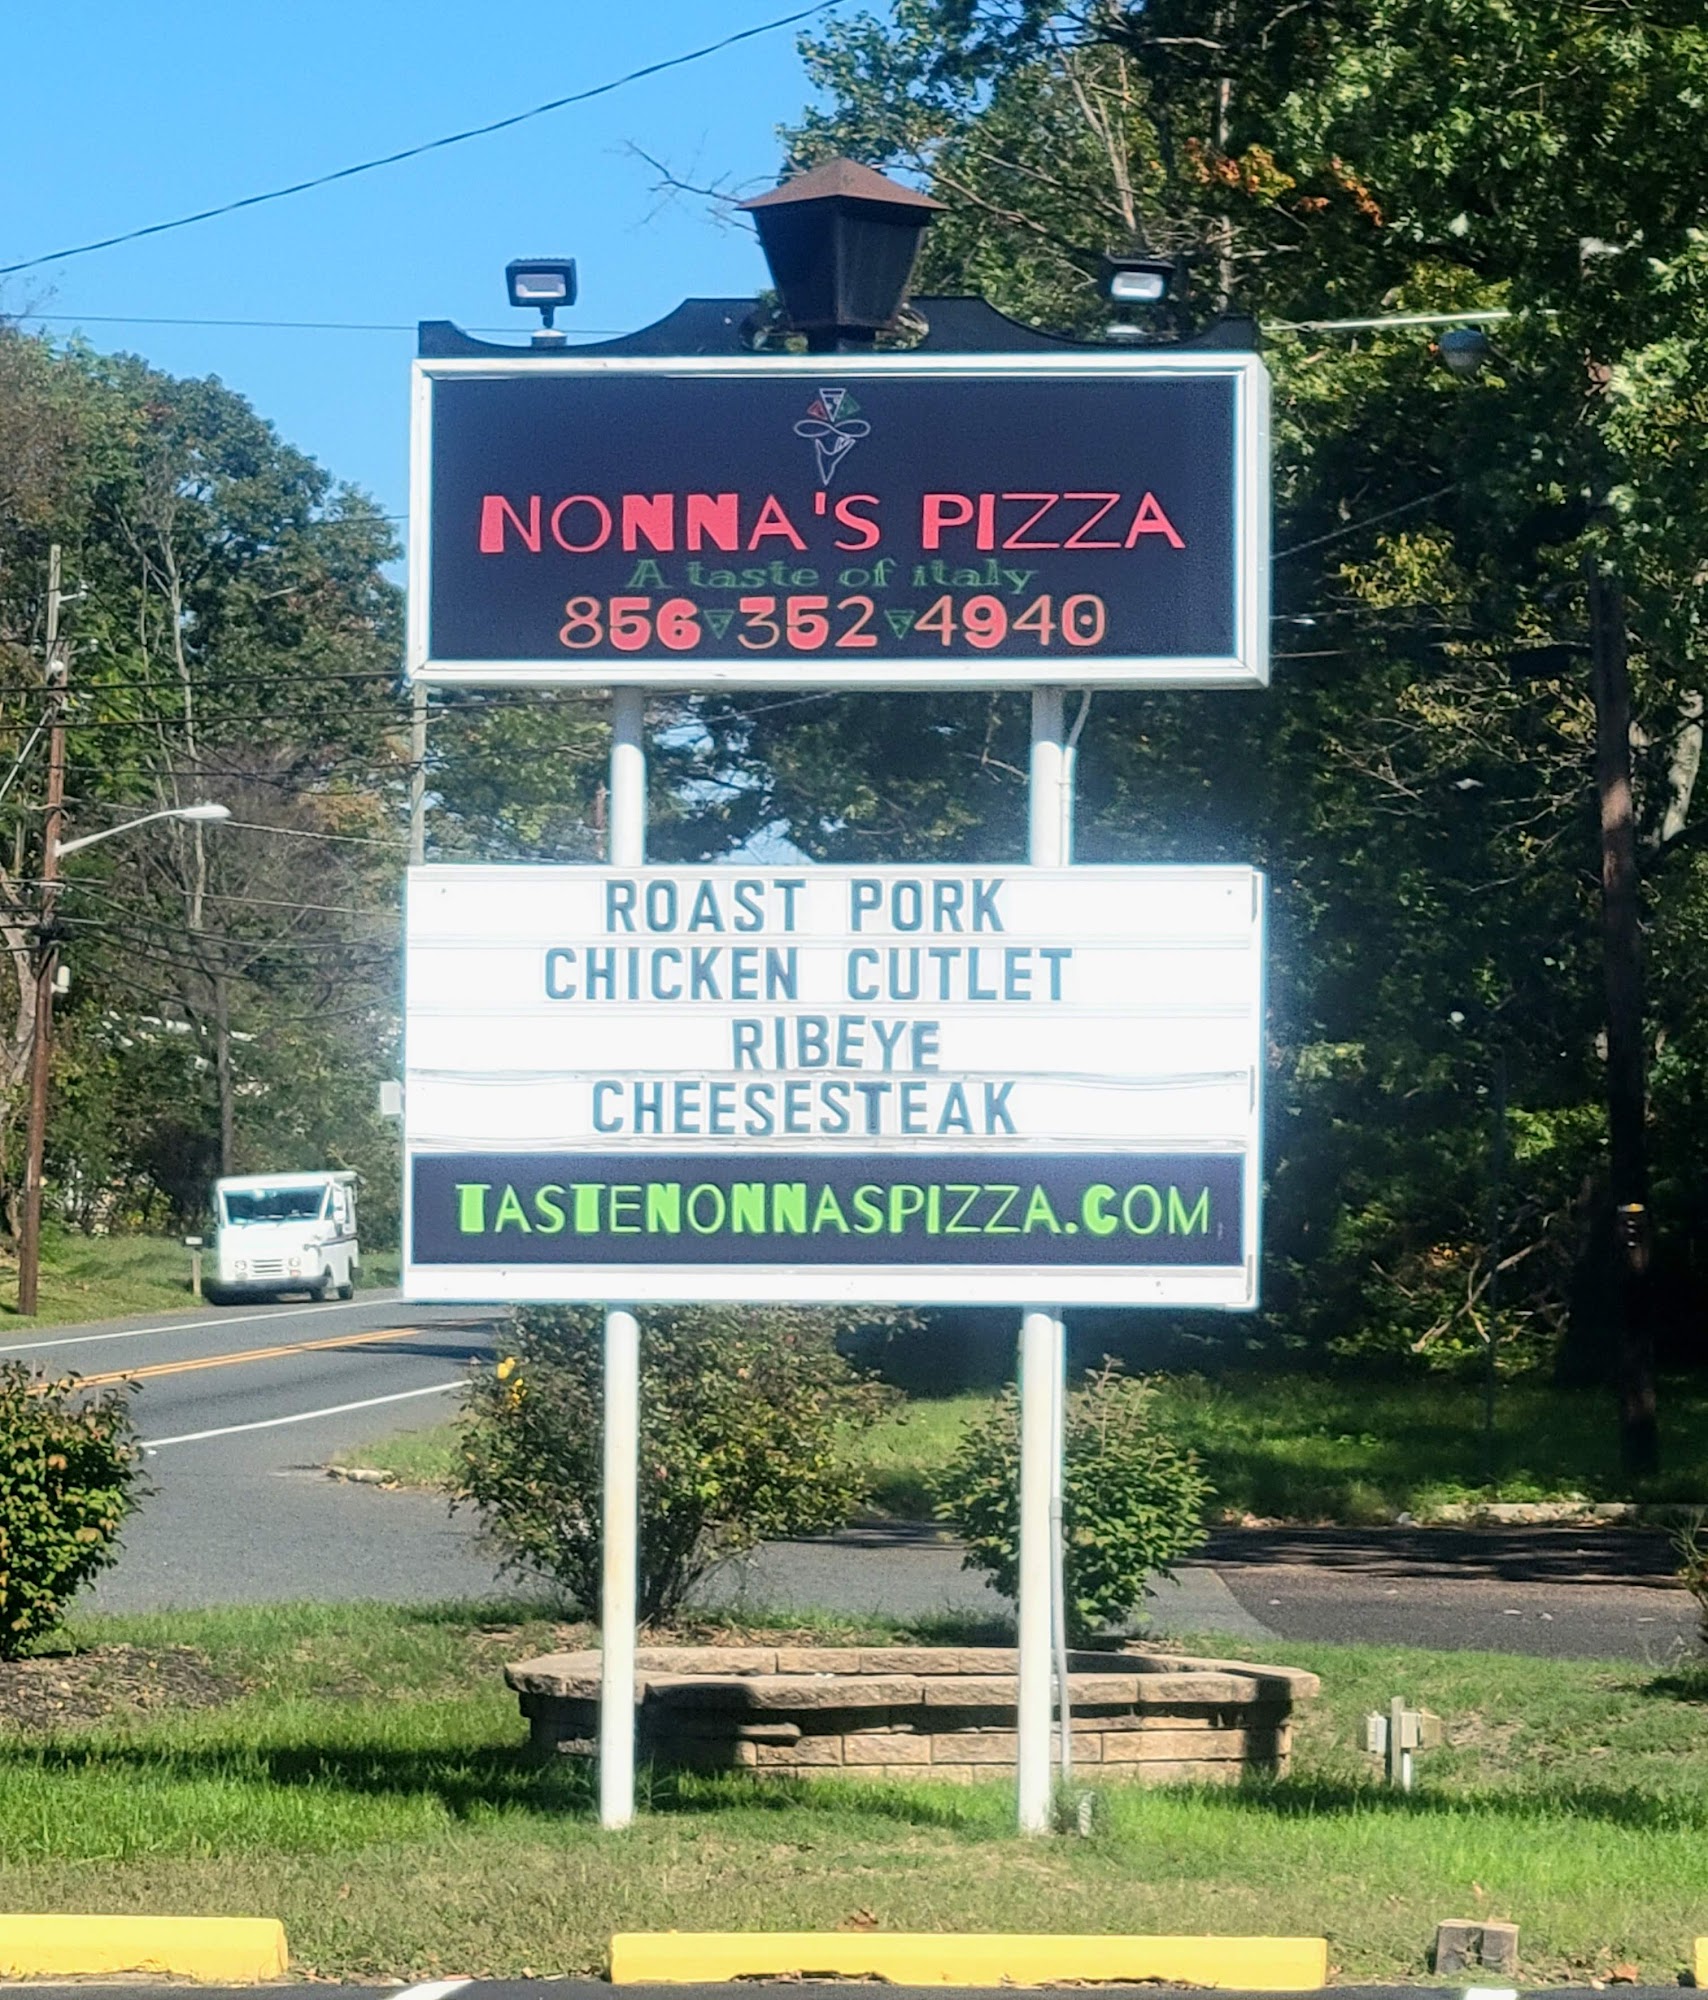 NONNA'S PIZZA
A taste of italy
856 352 4940
ROAST PORK
CHICKEN CUTLET
RIBEYE
CHEESESTEAK
TASTENONNASPIZZA.COM